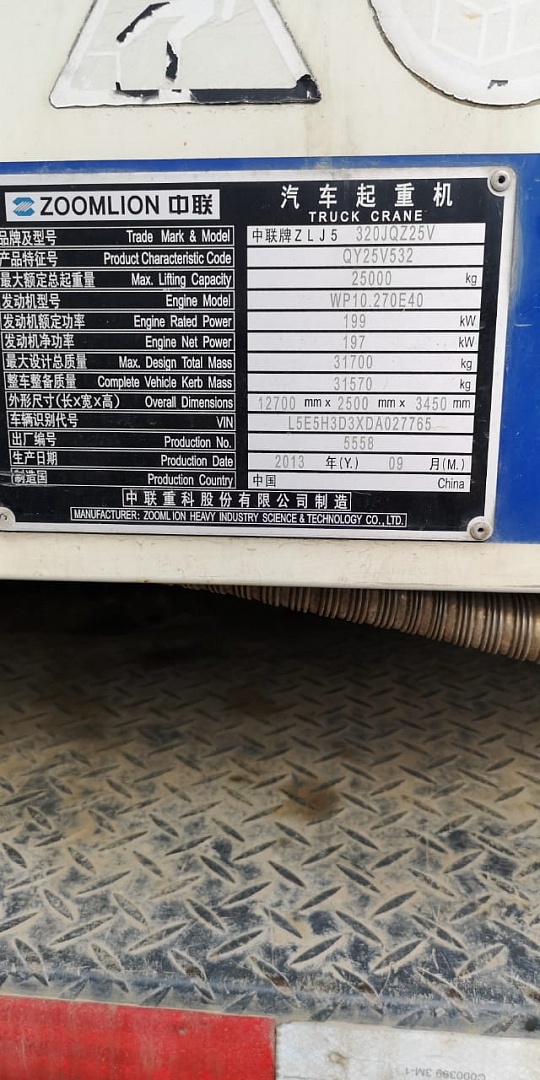 ZOOMLION 中联
汽车起重机
TRUCK CRANE
品牌及型号 Trade Mark & Model 中联牌ZLJ5 320JQZ25V
产品特征号 Product Characteristic Code QY25V532
最大额定总起重量 Max. Lifting Capacity 25000 kg
发动机型号 Engine Model WP10.270E40
发动机额定功率 Engine Rated Power 199 kW
发动机净功率 Engine Net Power 197 kW
最大设计总质量 Max. Design Total Mass 31700 kg
整车整备质量 Complete Vehicle Kerb Mass 31570 kg
外形尺寸(长X宽X高) Overall Dimensions 12700 mm x 2500 mm x 3450 mm
车辆识别代号 VIN L5E5H3D3XDA027765
出厂编号 Production No. 5558
生产日期 Production Date 2013 年(Y.) 09 月(M.)
制造国 Production Country 中国 China
中联重科股份有限公司制造
MANUFACTURER: ZOOMLION HEAVY INDUSTRY SCIENCE & TECHNOLOGY CO., LTD.
C000369 3M-1